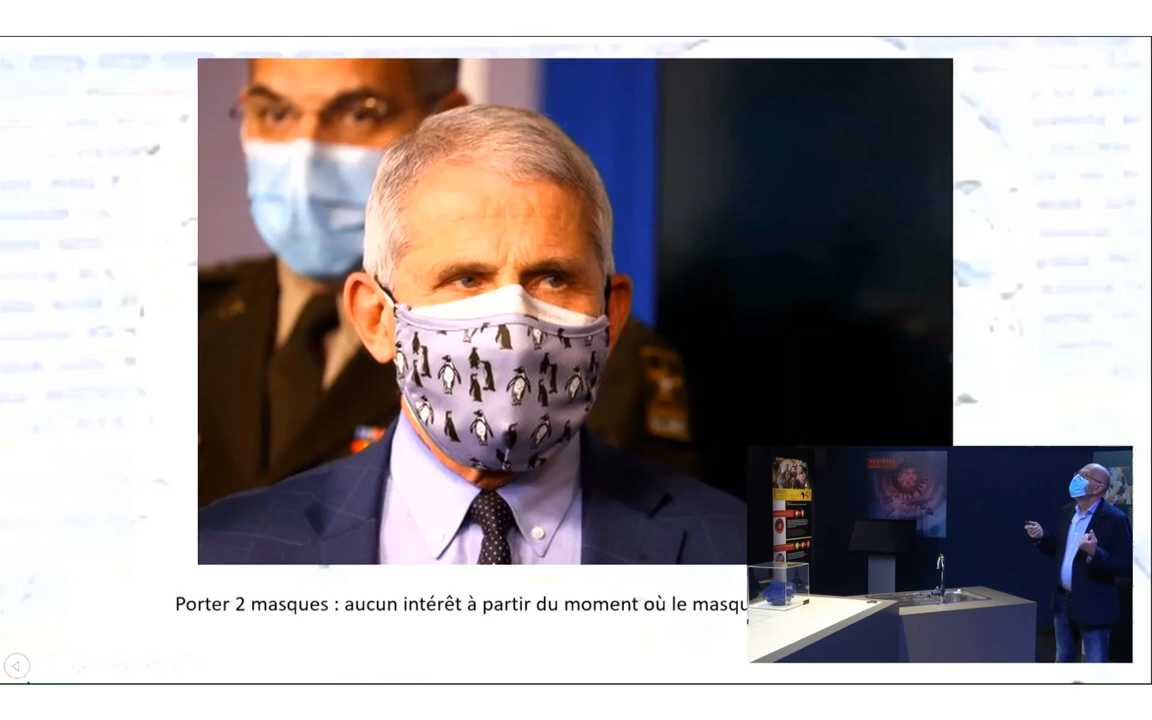 Porter 2 masques : aucun intérêt à partir du moment où le masqu